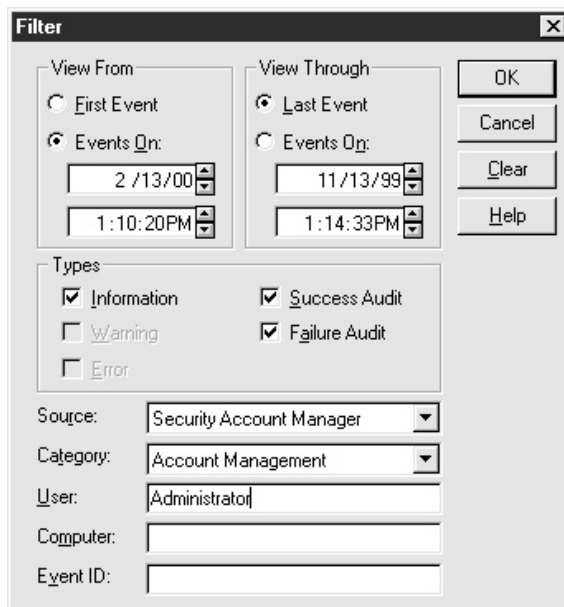 Filter
View From
First Event
Events On:
2 /13/00
1:10:20PM
View Through
Last Event
Events On:
11/13/99
1:14:33PM
OK
Cancel
Clear
Help
Types
Information
Warning
Error
Success Audit
Failure Audit
Source: Security Account Manager
Category: Account Management
User: Administrator
Computer:
Event ID: